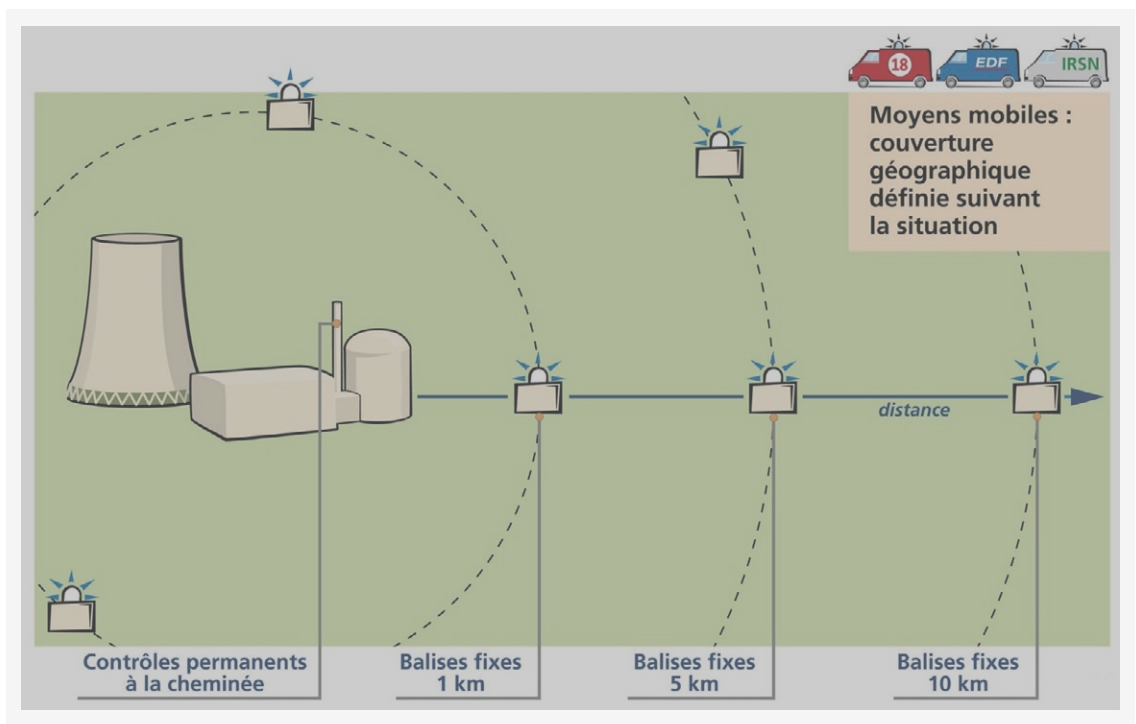 18
EDF
IRSN
Moyens mobiles :
couverture
géographique
définie suivant
la situation
distance
Contrôles permanents
à la cheminée
Balises fixes
1 km
Balises fixes
5 km
Balises fixes
10 km